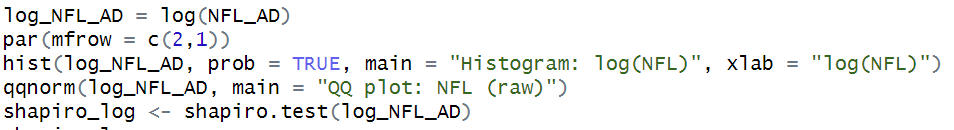 log_NFL_AD = log(NFL_AD)
par(mfrow = c(2,1))
hist(log_NFL_AD, prob = TRUE, main = "Histogram: log(NFL)", xlab = "log(NFL)")
qqnorm(log_NFL_AD, main = "QQ plot: NFL (raw)")
shapiro_log <- shapiro.test(log_NFL_AD)